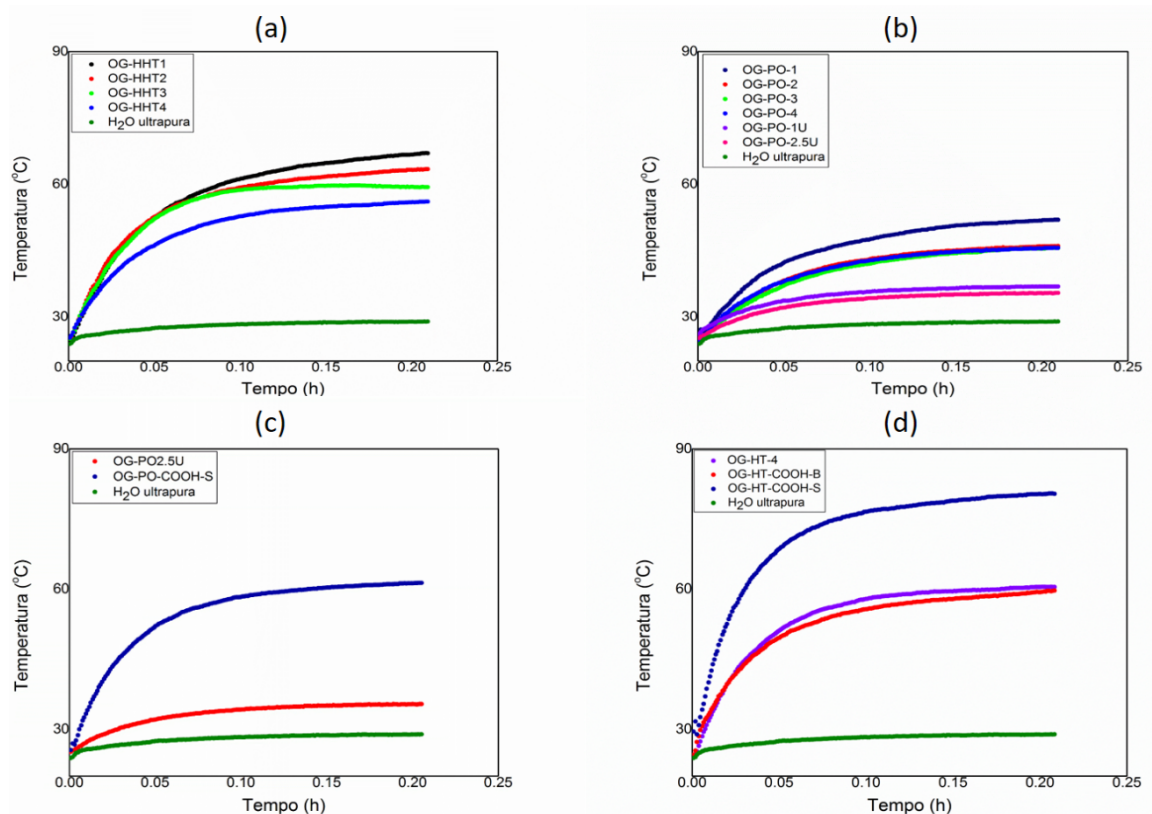 (a)
90
OG-HHT1
OG-HHT2
OG-HHT3
OG-HHT4
H2O ultrapura
60
30
Temperatura (°C)
0.00 0.05 0.10 0.15 0.20 0.25
Tempo (h)
(b)
90
OG-PO-1
OG-PO-2
OG-PO-3
OG-PO-4
OG-PO-1U
OG-PO-2.5U
H2O ultrapura
60
30
Temperatura (°C)
0.00 0.05 0.10 0.15 0.20 0.25
Tempo (h)
(c)
90
OG-PO2.5U
OG-PO-COOH-S
H2O ultrapura
60
30
Temperatura (°C)
0.00 0.05 0.10 0.15 0.20 0.25
Tempo (h)
(d)
90
OG-HT-4
OG-HT-COOH-B
OG-HT-COOH-S
H2O ultrapura
60
30
Temperatura (°C)
0.00 0.05 0.10 0.15 0.20 0.25
Tempo (h)